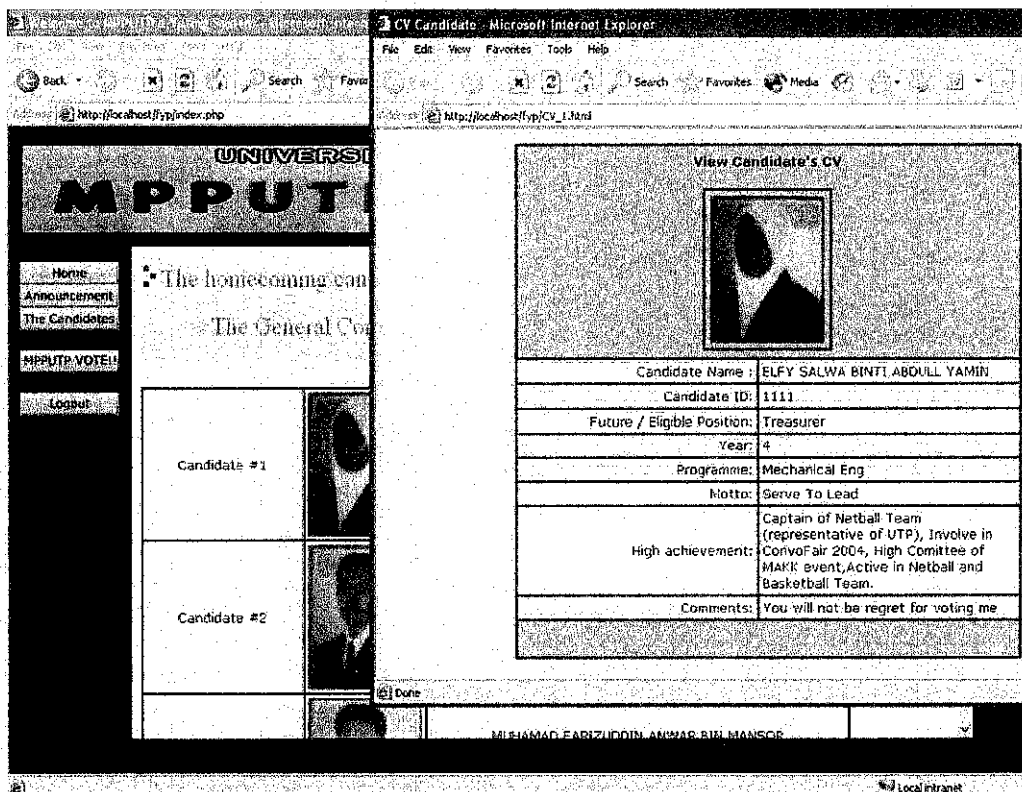 CV Candidate - Microsoft Internet Explorer
File Edit View Favorites Tools Help
Back
Search
Search Favorites Media
http://localhost/fyp/index.php
http://localhost/fyp/CV_1.html
UNIVERSI
MPPUT
Home
Announcement
The Candidates
MPPUTP VOTE!!
Logout
The homecoming can
The General Co
Candidate #1
Candidate #2
MUHAMAD FARIZUDDIN ANWAR BIN MANSOR
View Candidate's CV
Candidate Name : ELFY SALWA BINTI ABDULL YAMIN
Candidate ID: 1111
Future / Eligible Position: Treasurer
Year: 4
Programme: Mechanical Eng
Motto: Serve To Lead
High achievement: Captain of Netball Team
(representative of UTP), Involve in
ConvoFair 2004, High Comittee of
MAKK event,Active in Netball and
Basketball Team.
Comments: You will not be regret for voting me
Done
Local intranet